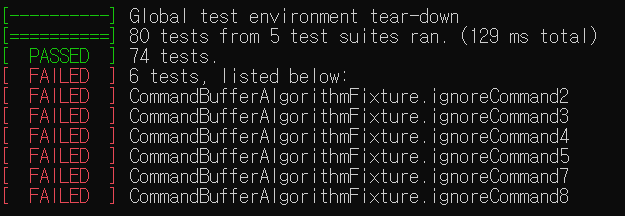 [----------] Global test environment tear-down
[==========] 80 tests from 5 test suites ran. (129 ms total)
[  PASSED  ] 74 tests.
[  FAILED  ] 6 tests, listed below:
[  FAILED  ] CommandBufferAlgorithmFixture.ignoreCommand2
[  FAILED  ] CommandBufferAlgorithmFixture.ignoreCommand3
[  FAILED  ] CommandBufferAlgorithmFixture.ignoreCommand4
[  FAILED  ] CommandBufferAlgorithmFixture.ignoreCommand5
[  FAILED  ] CommandBufferAlgorithmFixture.ignoreCommand7
[  FAILED  ] CommandBufferAlgorithmFixture.ignoreCommand8